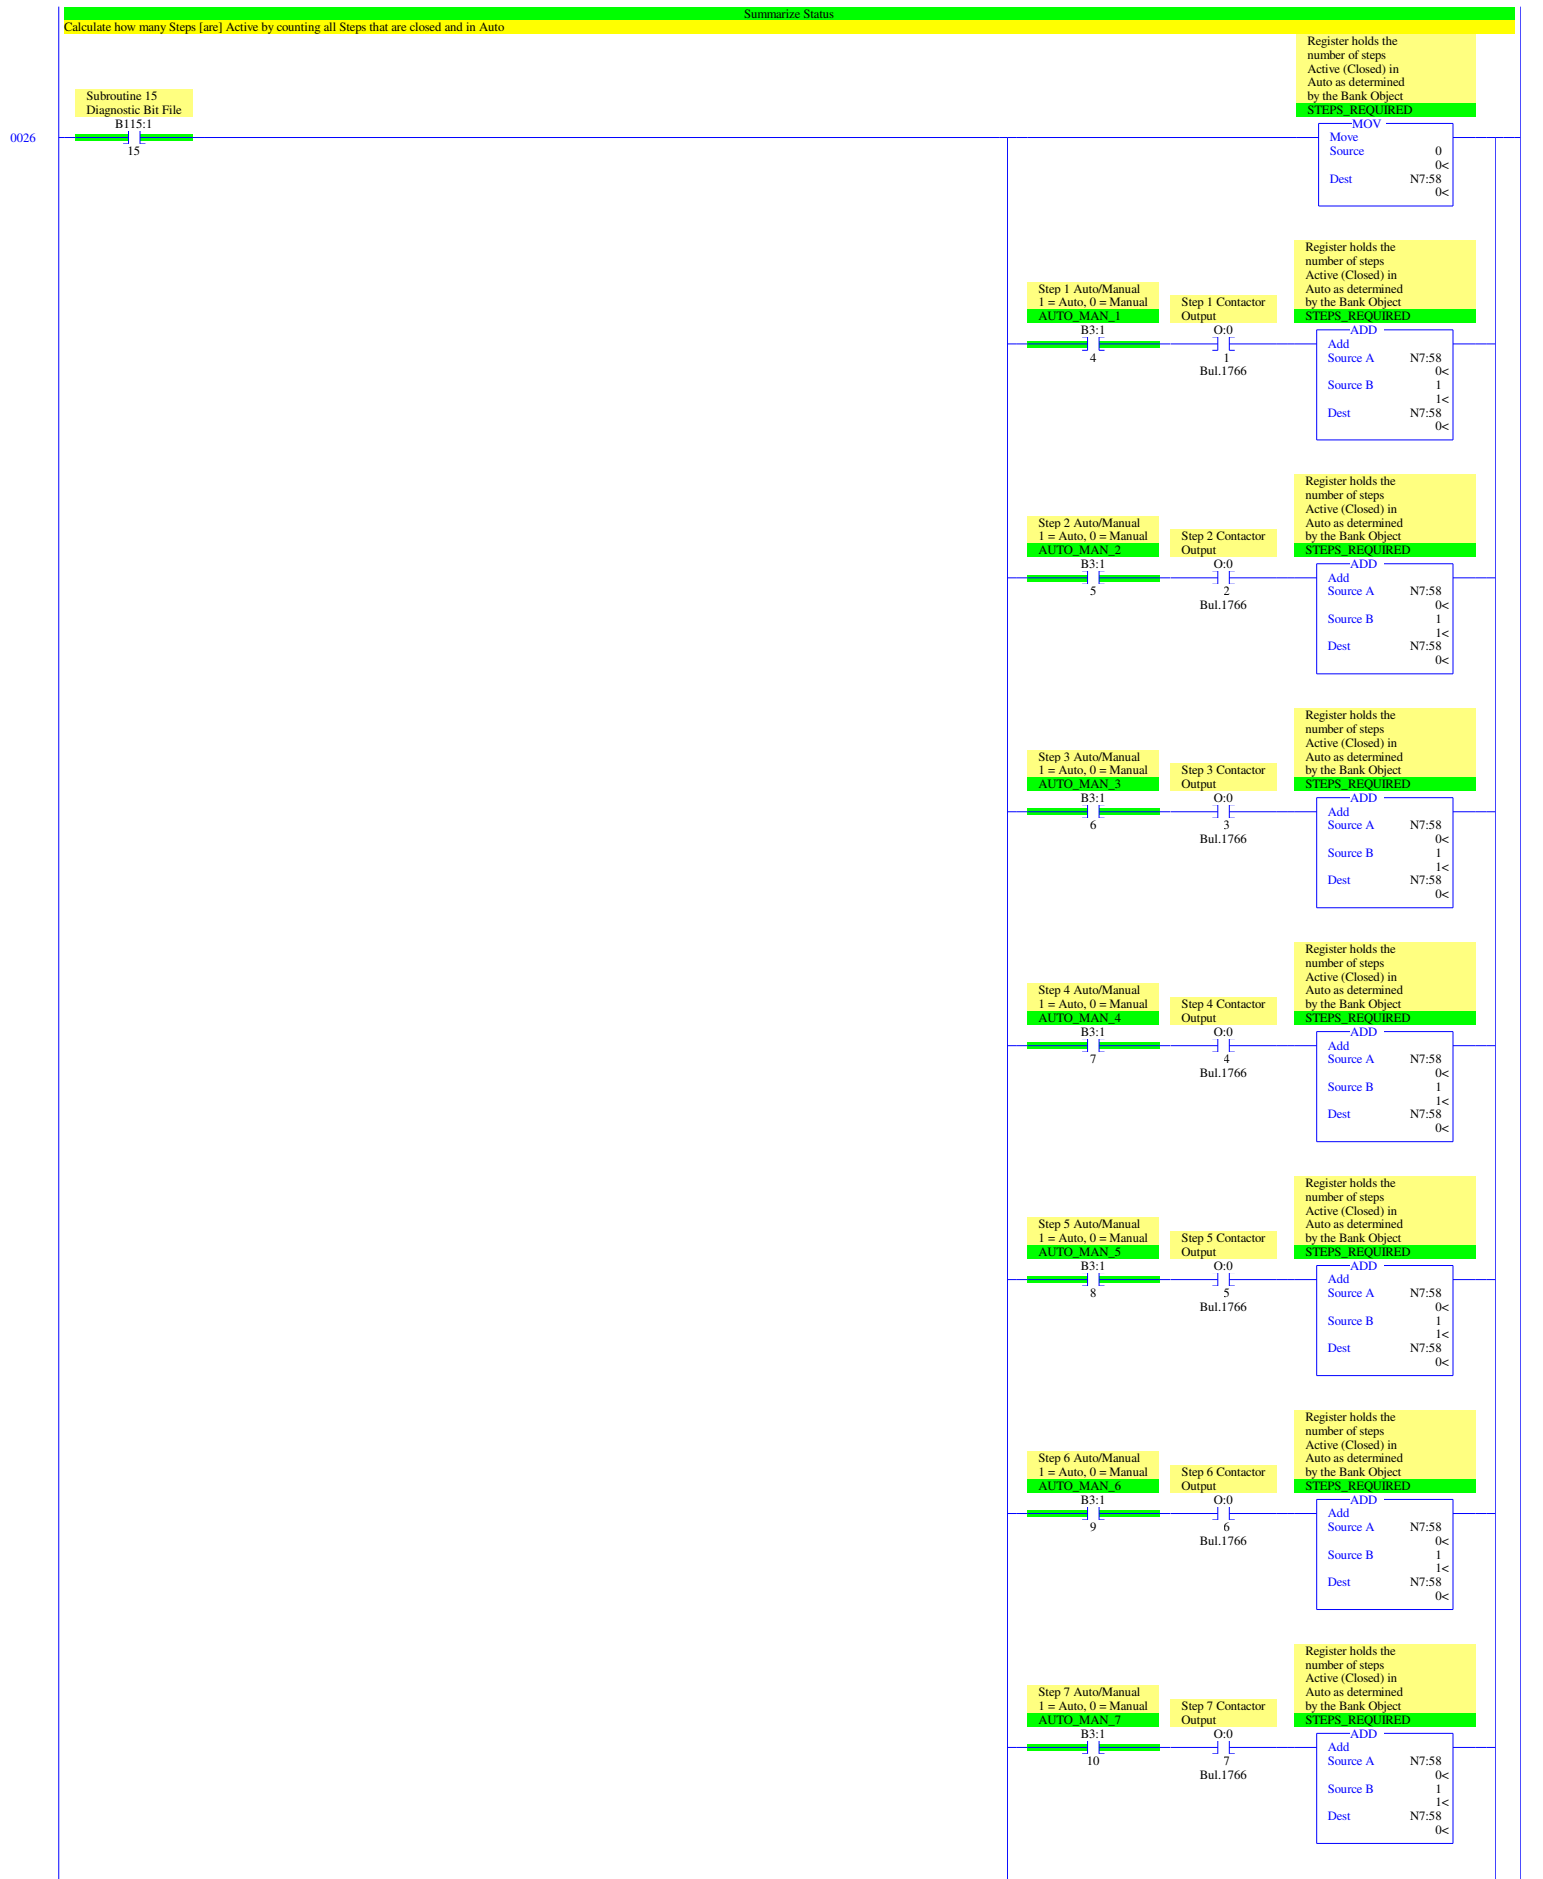 Summarize Status
Calculate how many Steps [are] Active by counting all Steps that are closed and in Auto
Register holds the
number of steps
Active (Closed) in
Auto as determined
by the Bank Object
STEPS_REQUIRED
Subroutine 15
Diagnostic Bit File
B115:1
15
0026
MOV
Move
Source 0
0<
Dest N7:58
0<
Step 1 Auto/Manual
1 = Auto, 0 = Manual
AUTO_MAN_1
B3:1
4
Step 1 Contactor
Output
O:0
1
Bul.1766
Register holds the
number of steps
Active (Closed) in
Auto as determined
by the Bank Object
STEPS_REQUIRED
ADD
Add
Source A N7:58
0<
Source B 1
1<
Dest N7:58
0<
Step 2 Auto/Manual
1 = Auto, 0 = Manual
AUTO_MAN_2
B3:1
5
Step 2 Contactor
Output
O:0
2
Bul.1766
Register holds the
number of steps
Active (Closed) in
Auto as determined
by the Bank Object
STEPS_REQUIRED
ADD
Add
Source A N7:58
0<
Source B 1
1<
Dest N7:58
0<
Step 3 Auto/Manual
1 = Auto, 0 = Manual
AUTO_MAN_3
B3:1
6
Step 3 Contactor
Output
O:0
3
Bul.1766
Register holds the
number of steps
Active (Closed) in
Auto as determined
by the Bank Object
STEPS_REQUIRED
ADD
Add
Source A N7:58
0<
Source B 1
1<
Dest N7:58
0<
Step 4 Auto/Manual
1 = Auto, 0 = Manual
AUTO_MAN_4
B3:1
7
Step 4 Contactor
Output
O:0
4
Bul.1766
Register holds the
number of steps
Active (Closed) in
Auto as determined
by the Bank Object
STEPS_REQUIRED
ADD
Add
Source A N7:58
0<
Source B 1
1<
Dest N7:58
0<
Step 5 Auto/Manual
1 = Auto, 0 = Manual
AUTO_MAN_5
B3:1
8
Step 5 Contactor
Output
O:0
5
Bul.1766
Register holds the
number of steps
Active (Closed) in
Auto as determined
by the Bank Object
STEPS_REQUIRED
ADD
Add
Source A N7:58
0<
Source B 1
1<
Dest N7:58
0<
Step 6 Auto/Manual
1 = Auto, 0 = Manual
AUTO_MAN_6
B3:1
9
Step 6 Contactor
Output
O:0
6
Bul.1766
Register holds the
number of steps
Active (Closed) in
Auto as determined
by the Bank Object
STEPS_REQUIRED
ADD
Add
Source A N7:58
0<
Source B 1
1<
Dest N7:58
0<
Step 7 Auto/Manual
1 = Auto, 0 = Manual
AUTO_MAN_7
B3:1
10
Step 7 Contactor
Output
O:0
7
Bul.1766
Register holds the
number of steps
Active (Closed) in
Auto as determined
by the Bank Object
STEPS_REQUIRED
ADD
Add
Source A N7:58
0<
Source B 1
1<
Dest N7:58
0<